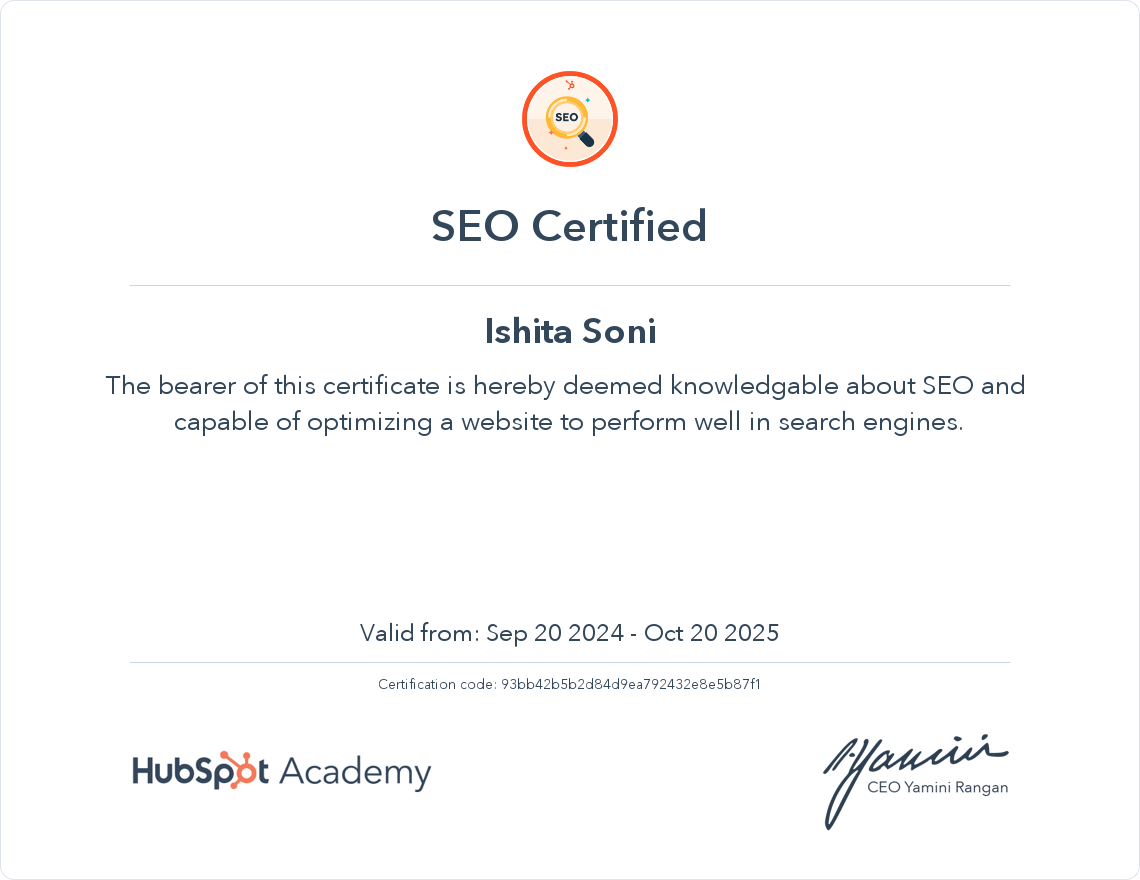 SEO
SEO Certified
Ishita Soni
The bearer of this certificate is hereby deemed knowledgable about SEO and
capable of optimizing a website to perform well in search engines.
Valid from: Sep 20 2024 - Oct 20 2025
Certification code: 93bb42b5b2d84d9ea792432e8e5b87f1
HubSpot Academy
CEO Yamini Rangan